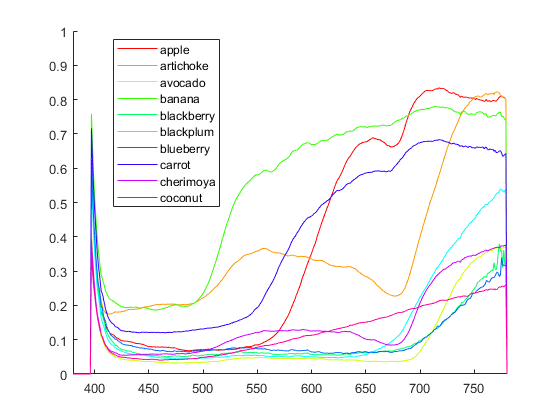 1
0.9
0.8
0.7
0.6
0.5
0.4
0.3
0.2
0.1
0
apple
artichoke
avocado
banana
blackberry
blackplum
blueberry
carrot
cherimoya
coconut
400 450 500 550 600 650 700 750